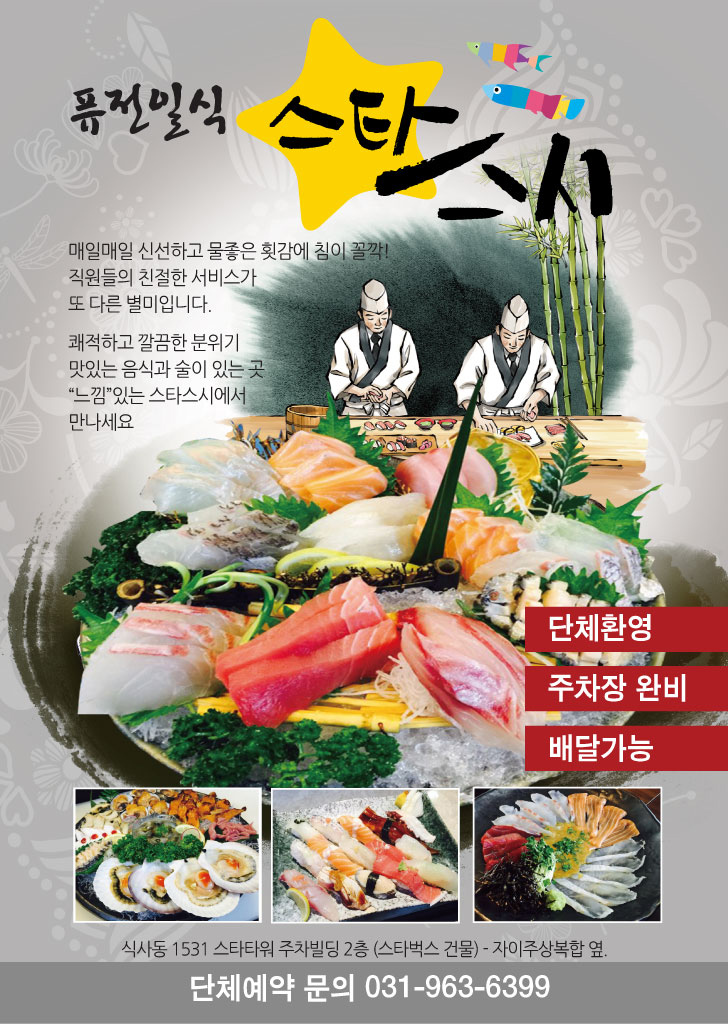 퓨전일식 스타
스시
매일매일 신선하고 물좋은 횟감에 침이 꼴깍!
직원들의 친절한 서비스가
또 다른 별미입니다.
쾌적하고 깔끔한 분위기
맛있는 음식과 술이 있는 곳
“느낌”있는 스타스시에서
만나세요
단체환영
주차장 완비
배달가능
식사동 1531 스타타워 주차빌딩 2층 (스타벅스 건물) - 자이주상복합 옆.
단체예약 문의 031-963-6399